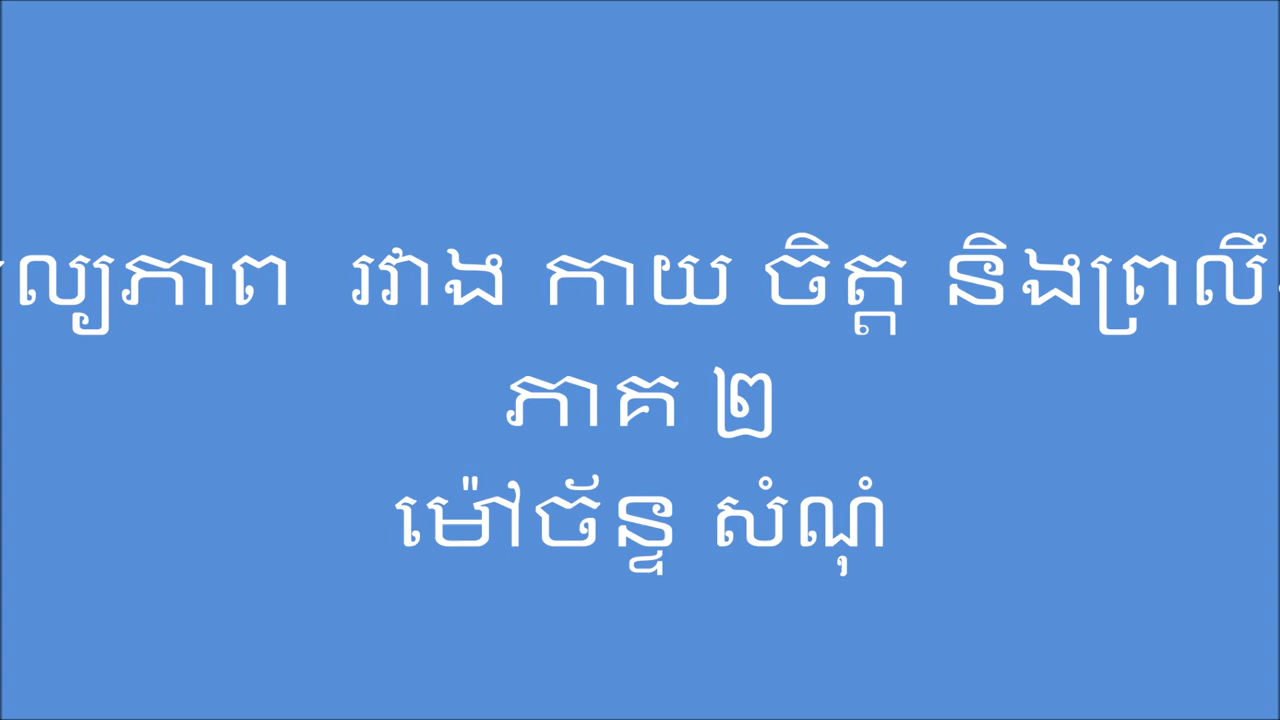 ល្យភាព រវាង កាយ ចិត្ត និងព្រលឹ
ភាគ ២
ម៉ៅច័ន្ទ សំណុំ